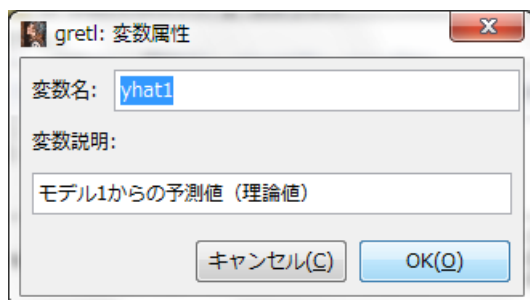 gretl: 変数属性
変数名: yhat1
変数説明:
モデル1からの予測値（理論値）
キャンセル(C) OK(O)